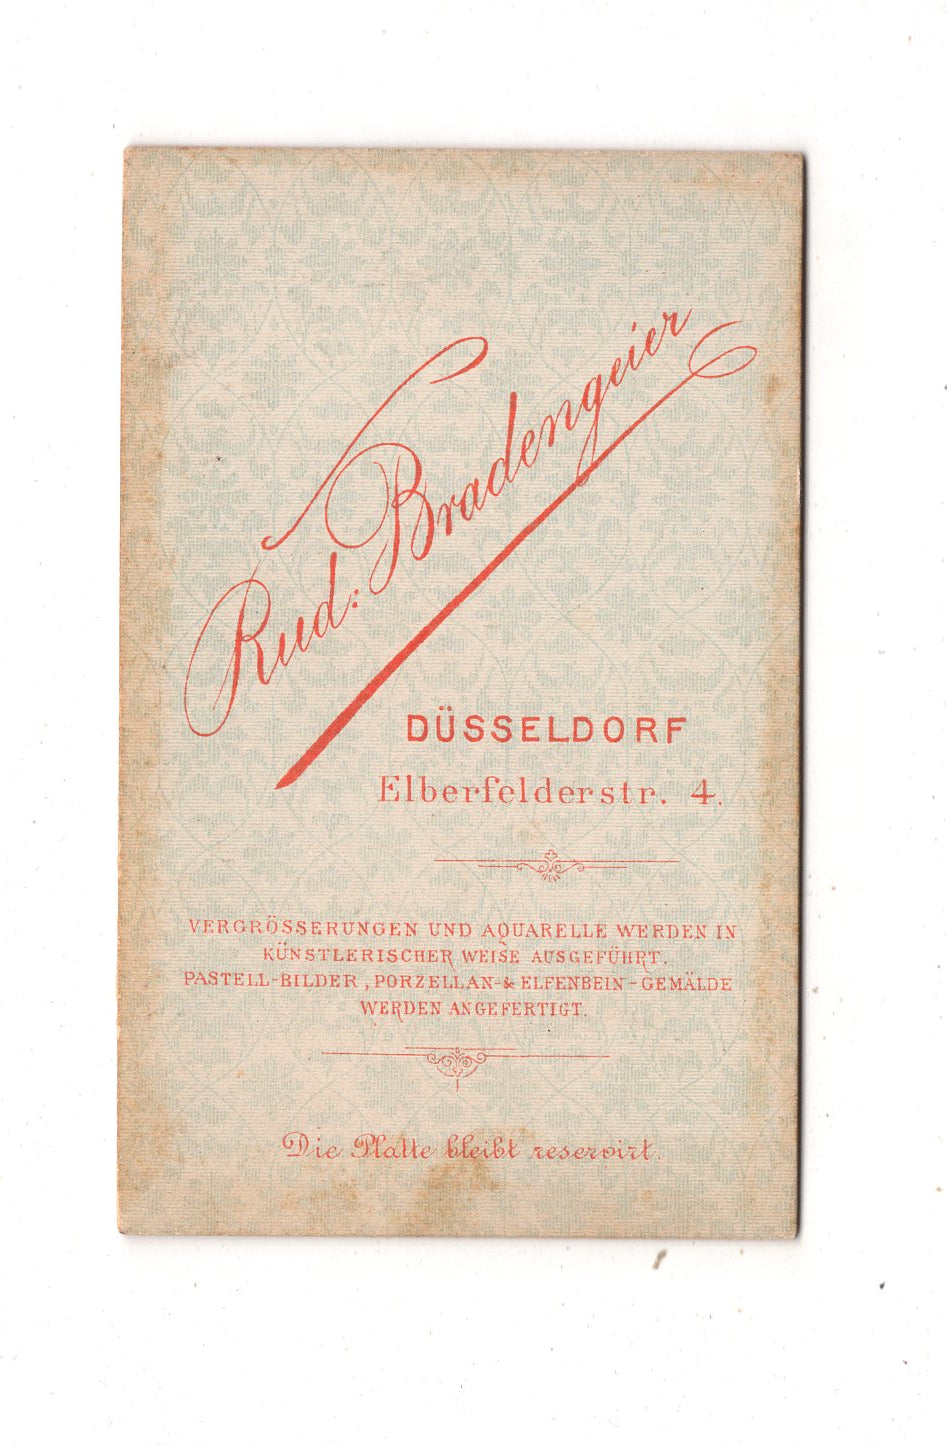 Rud: Bradengeier
DÜSSELDORF
Elberfelderstr. 4.
VERGRÖSSERUNGEN UND AQUARELLE WERDEN IN
KÜNSTLERISCHER WEISE AUSGEFÜHRT.
PASTELL-BILDER, PORZELLAN-& ELFENBEIN-GEMÄLDE
WERDEN ANGEFERTIGT.
Die Platte bleibt reservirt.